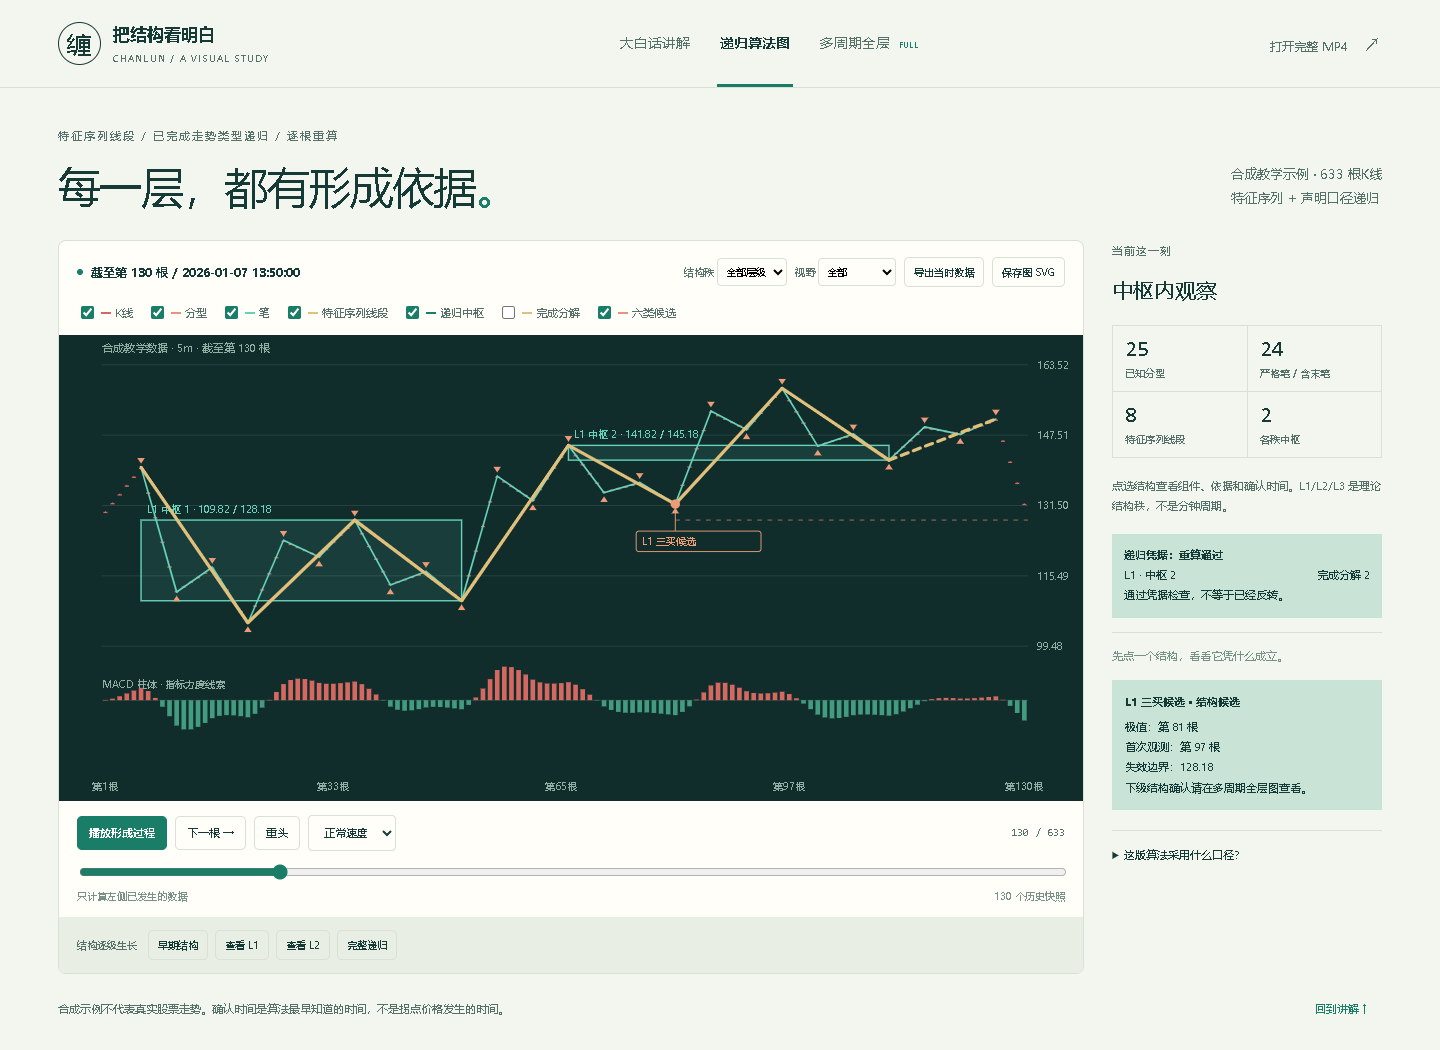 缠
把结构看明白
CHANLUN / A VISUAL STUDY
大白话讲解
递归算法图
多周期全层 FULL
打开完整 MP4 ↗
特征序列线段 / 已完成走势类型递归 / 逐根重算
每一层，都有形成依据。
合成教学示例 · 633 根K线
特征序列 + 声明口径递归
截至第 130 根 / 2026-01-07 13:50:00
结构秩 全部层级 视野 全部 导出当时数据 保存图 SVG
K线 分型 笔 特征序列线段 递归中枢 完成分解 六类候选
合成教学数据 · 5m · 截至第 130 根
163.52
147.51
131.50
115.49
99.48
L1 中枢 2 · 141.82 / 145.18
L1 中枢 1 · 109.82 / 128.18
L1 三买候选
MACD 柱体 · 指标力度线索
第1根 第33根 第65根 第97根 第130根
播放形成过程 下一根 → 重头 正常速度 130 / 633
只计算左侧已发生的数据 130 个历史快照
结构逐级生长 早期结构 查看 L1 查看 L2 完整递归
当前这一刻
中枢内观察
25
已知分型
24
严格笔 / 含末笔
8
特征序列线段
2
各秩中枢
点选结构查看组件、依据和确认时间。L1/L2/L3 是理论
结构秩，不是分钟周期。
递归凭据：重算通过
L1 · 中枢 2 完成分解 2
通过凭据检查，不等于已经反转。
先点一个结构，看看它凭什么成立。
L1 三买候选 · 结构候选
极值：第 81 根
首次观测：第 97 根
失效边界：128.18
下级结构确认请在多周期全层图查看。
▶ 这版算法采用什么口径?
合成示例不代表真实股票走势。确认时间是算法最早知道的时间，不是拐点价格发生的时间。
回到讲解 ↑